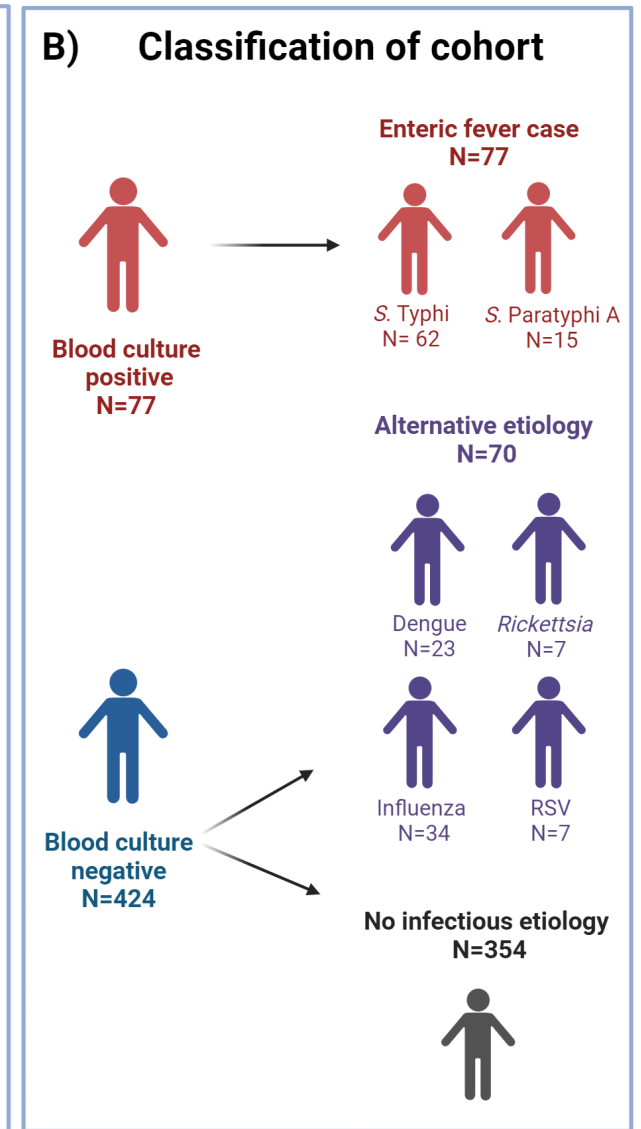 B) Classification of cohort
Enteric fever case
N=77
S. Typhi
N= 62
S. Paratyphi A
N=15
Blood culture
positive
N=77
Alternative etiology
N=70
Dengue
N=23
Rickettsia
N=7
Influenza
N=34
RSV
N=7
Blood culture
negative
N=424
No infectious etiology
N=354